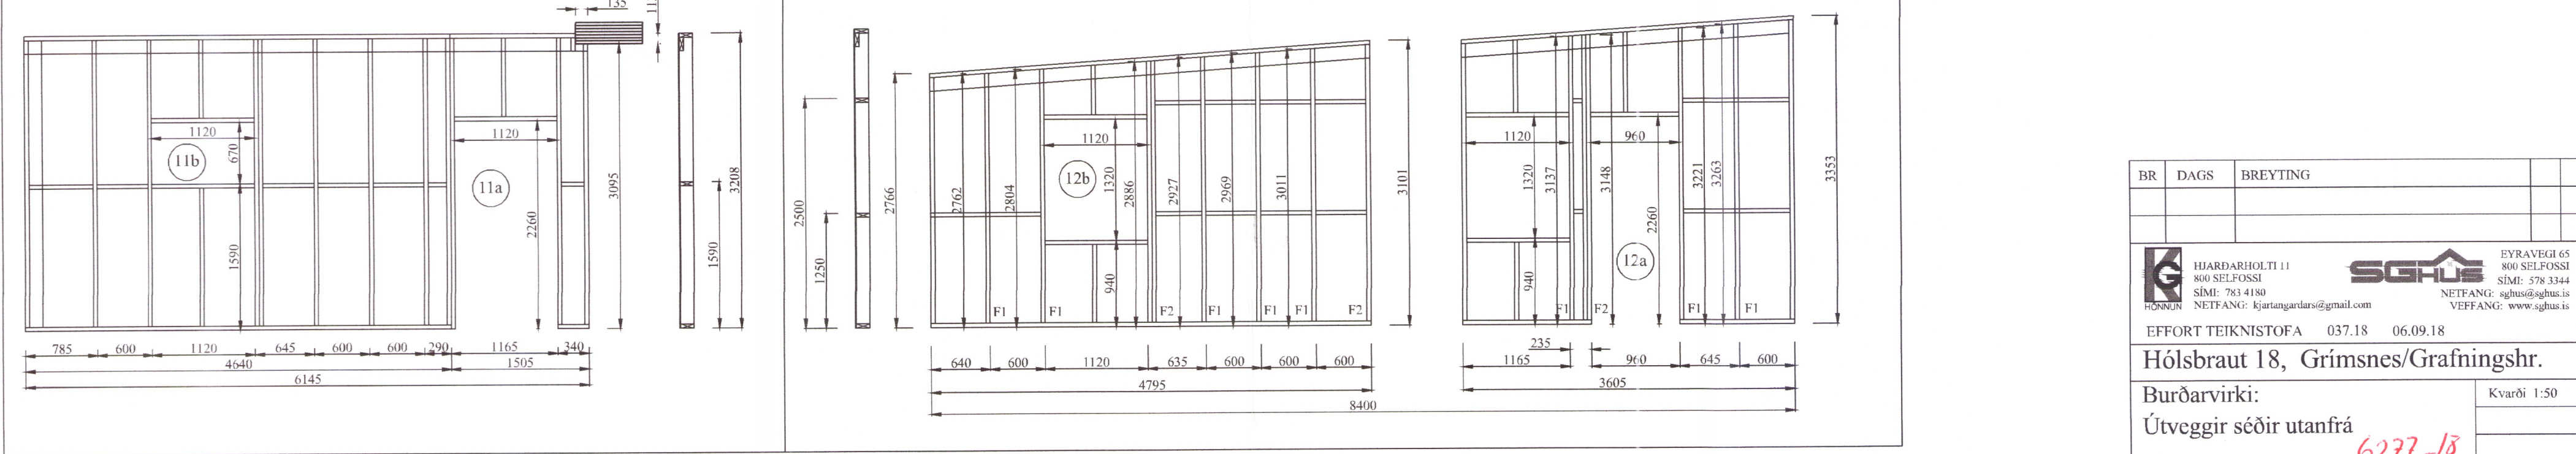 135
1120
670
11b
1590
1120
11a
2260
3095
3208
1590
785 600 1120 645 600 600 290 1165 340
4640 1505
6145
2500
1250
2766
2762
2804
1120
12b
1320
940
2886
2927
2969
3011
3101
F1 F1 F2 F1 F1 F1 F2
640 600 1120 635 600 600 600
4795
8400
1120
1320
940
3137
3148
960
2260
12a
3221
3263
3353
F1 F2 F1 F1
235
1165 960 645 600
3605
BR DAGS BREYTING
KG
HÖNNUN
HJARÐARHOLTI 11
800 SELFOSSI
SÍMI: 783 4180
NETFANG: kjartangardars@gmail.com
SGHUS
EYRAVEGI 65
800 SELFOSSI
SÍMI: 578 3344
NETFANG: sghus@sghus.is
VEFFANG: www.sghus.is
EFFORT TEIKNISTOFA 037.18 06.09.18
Hólsbraut 18, Grímsnes/Grafningshr.
Burðarvirki:
Kvarði 1:50
Útveggir séðir utanfrá
6277-18